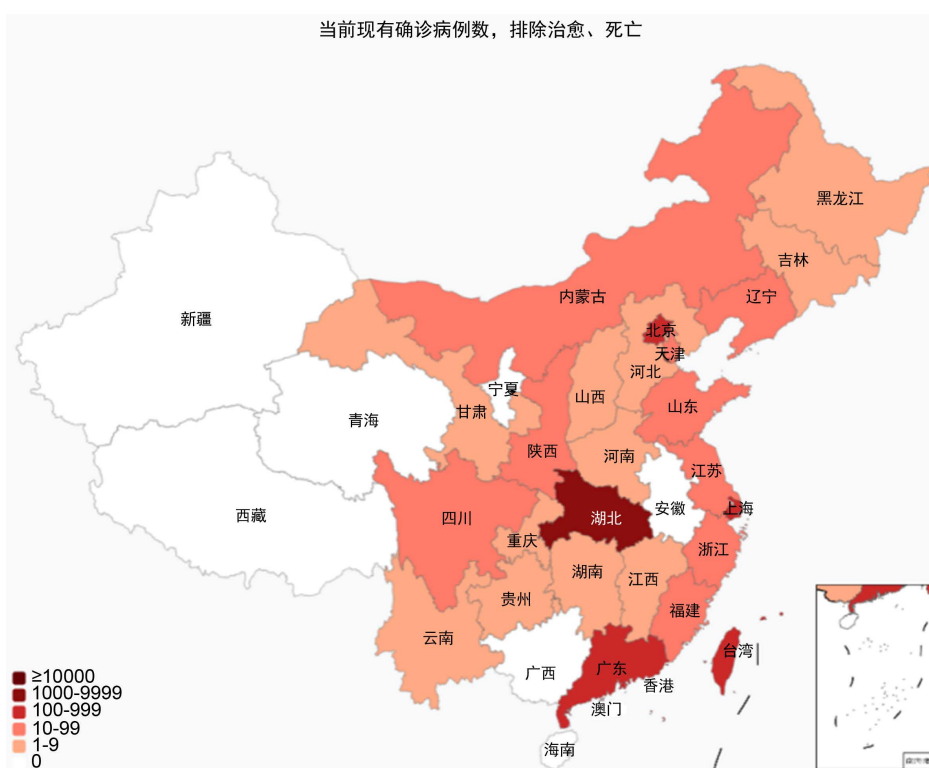 当前现有确诊病例数，排除治愈、死亡
黑龙江
吉林
内蒙古
辽宁
新疆
北京
天津
河北
宁夏
山西
山东
甘肃
青海
陕西
河南
江苏
安徽
上海
西藏
四川
湖北
重庆
浙江
湖南
江西
贵州
福建
云南
台湾
广东
广西
香港
澳门
海南
≥10000
1000-9999
100-999
10-99
1-9
0